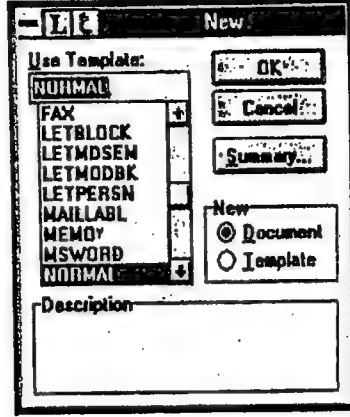 New
Use Template:
NORMAL
FAX
LETBLOCK
LETMDSEM
LETMODBK
LETPERSN
MAILLABL
MEMOY
MSWORD
NORMAL
OK
Cancel
Summary...
New
Document
Template
Description